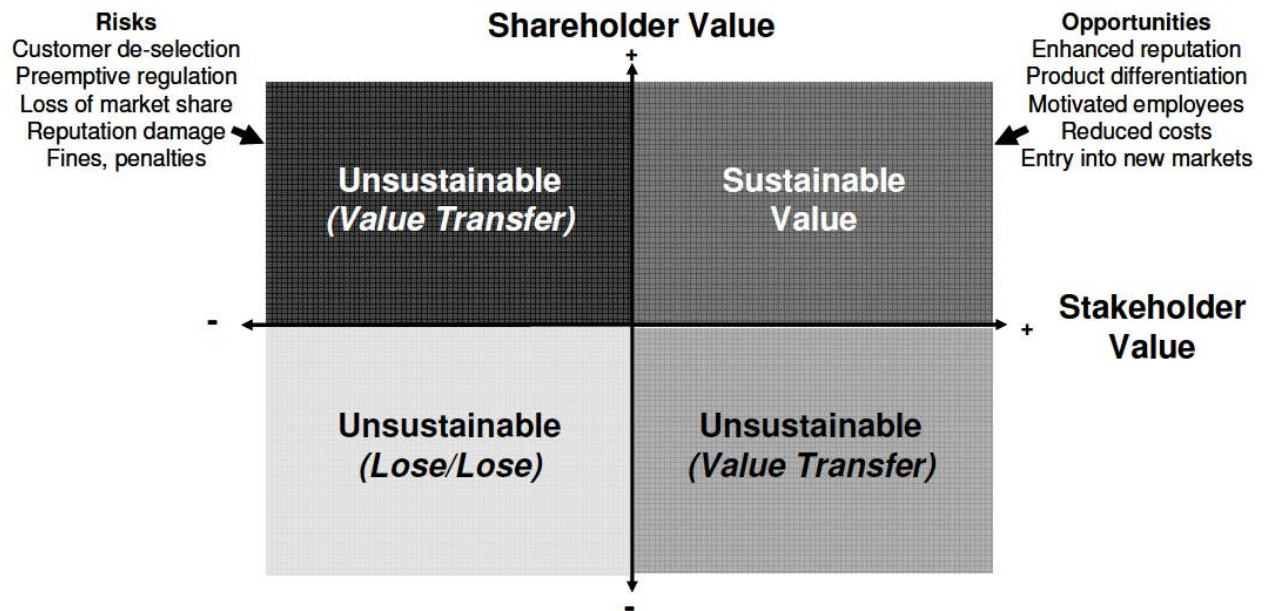 Risks
Customer de-selection
Preemptive regulation
Loss of market share
Reputation damage
Fines, penalties
Shareholder Value
+
Opportunities
Enhanced reputation
Product differentiation
Motivated employees
Reduced costs
Entry into new markets
Unsustainable
(Value Transfer)
Sustainable
Value
-
+
Stakeholder
Value
Unsustainable
(Lose/Lose)
Unsustainable
(Value Transfer)
-